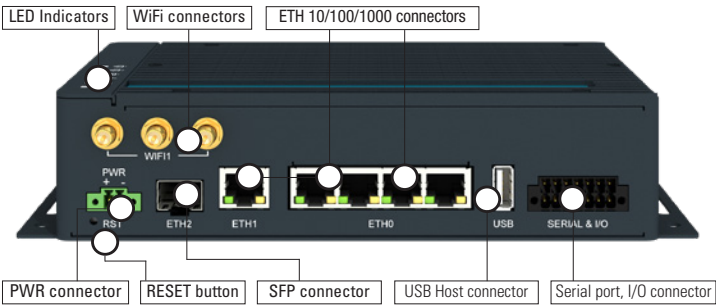 LED Indicators
WiFi connectors
ETH 10/100/1000 connectors
WIFI1
PWR
+ -
RST
ETH2
ETH1
ETH0
USB
SERIAL & I/O
PWR connector
RESET button
SFP connector
USB Host connector
Serial port, I/O connector